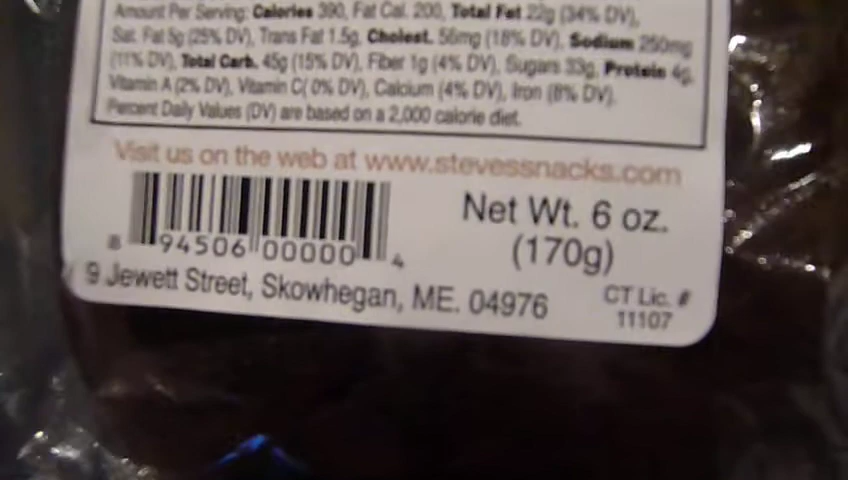 Amount Per Serving: Calories 390, Fat Cal. 200, Total Fat 22g (34% DV),
Sat. Fat 5g (25% DV), Trans Fat 1.5g, Cholest. 56mg (18% DV), Sodium 250mg
(11% DV), Total Carb. 45g (15% DV), Fiber 1g (4% DV), Sugars 33g, Protein 4g,
Vitamin A (2% DV), Vitamin C( 0% DV), Calcium (4% DV), Iron (8% DV).
Percent Daily Values (DV) are based on a 2,000 calorie diet.
Visit us on the web at www.stevessnacks.com
8 94506 00000 4
Net Wt. 6 oz.
(170g)
9 Jewett Street, Skowhegan, ME. 04976
CT Lic. #
11107